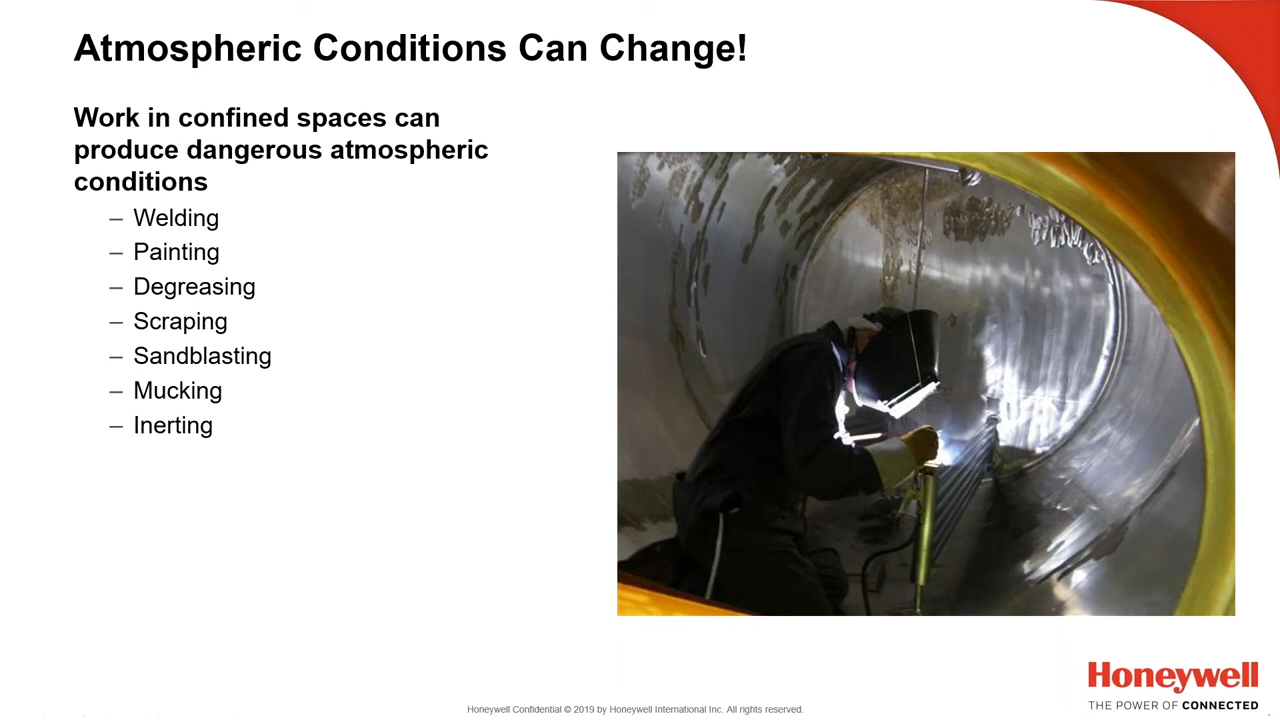 Atmospheric Conditions Can Change!
Work in confined spaces can
produce dangerous atmospheric
conditions
– Welding
– Painting
– Degreasing
– Scraping
– Sandblasting
– Mucking
– Inerting
Honeywell
THE POWER OF CONNECTED
Honeywell Confidential © 2019 by Honeywell International Inc. All rights reserved.